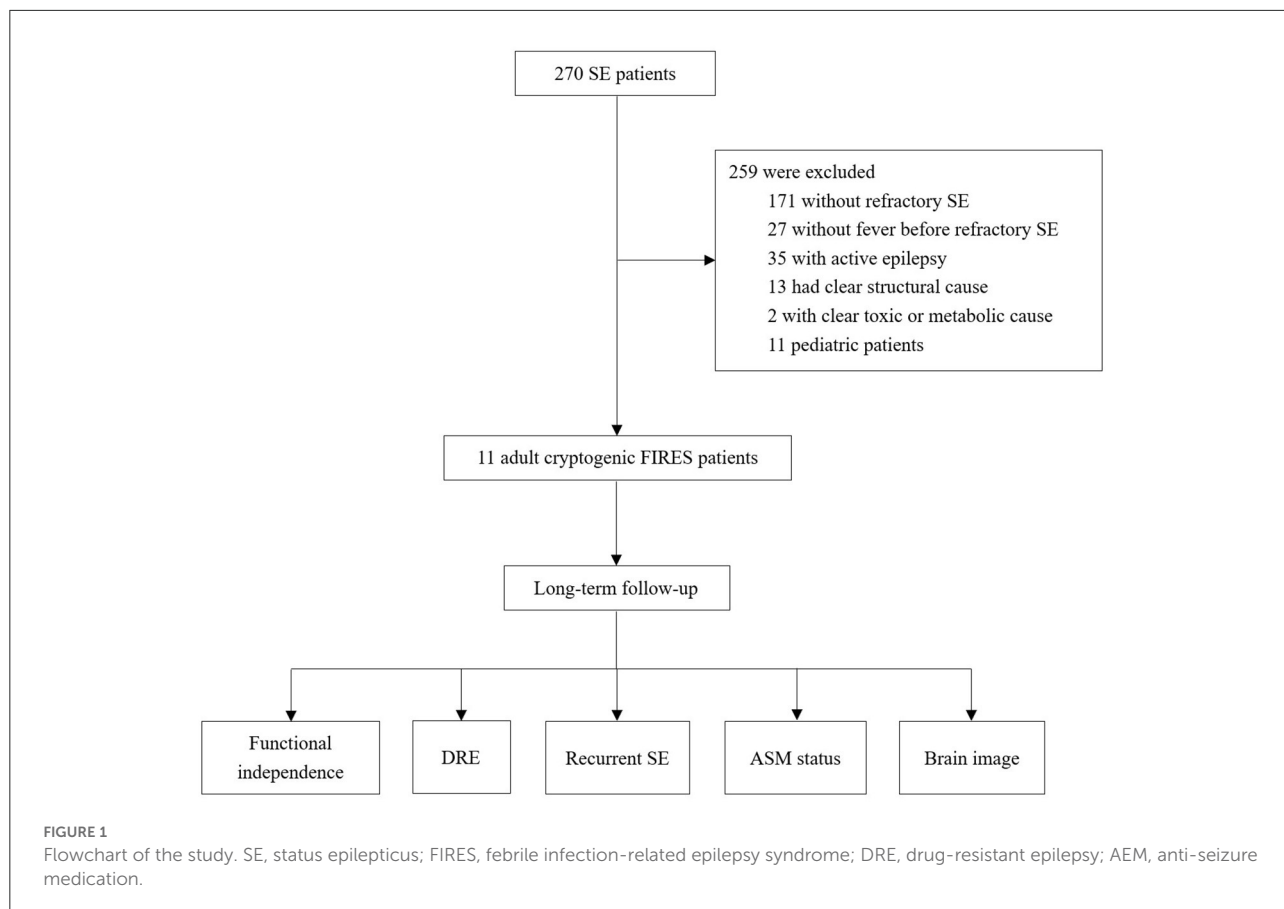 270 SE patients
259 were excluded
171 without refractory SE
27 without fever before refractory SE
35 with active epilepsy
13 had clear structural cause
2 with clear toxic or metabolic cause
11 pediatric patients
11 adult cryptogenic FIRES patients
Long-term follow-up
Functional
independence
DRE
Recurrent SE
ASM status
Brain image
FIGURE 1
Flowchart of the study. SE, status epilepticus; FIRES, febrile infection-related epilepsy syndrome; DRE, drug-resistant epilepsy; AEM, anti-seizure
medication.